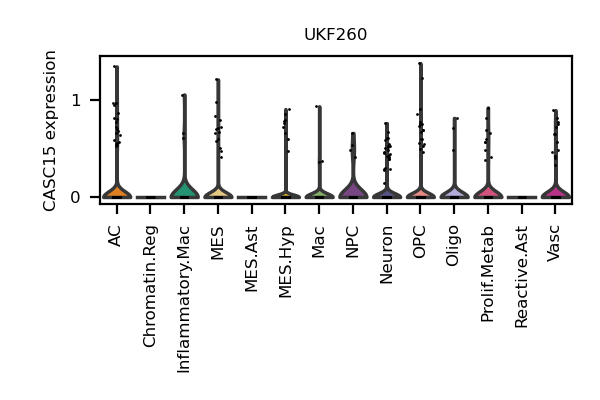 UKF260
CASC15 expression
1
0
AC
Chromatin.Reg
Inflammatory.Mac
MES
MES.Ast
MES.Hyp
Mac
NPC
Neuron
OPC
Oligo
Prolif.Metab
Reactive.Ast
Vasc